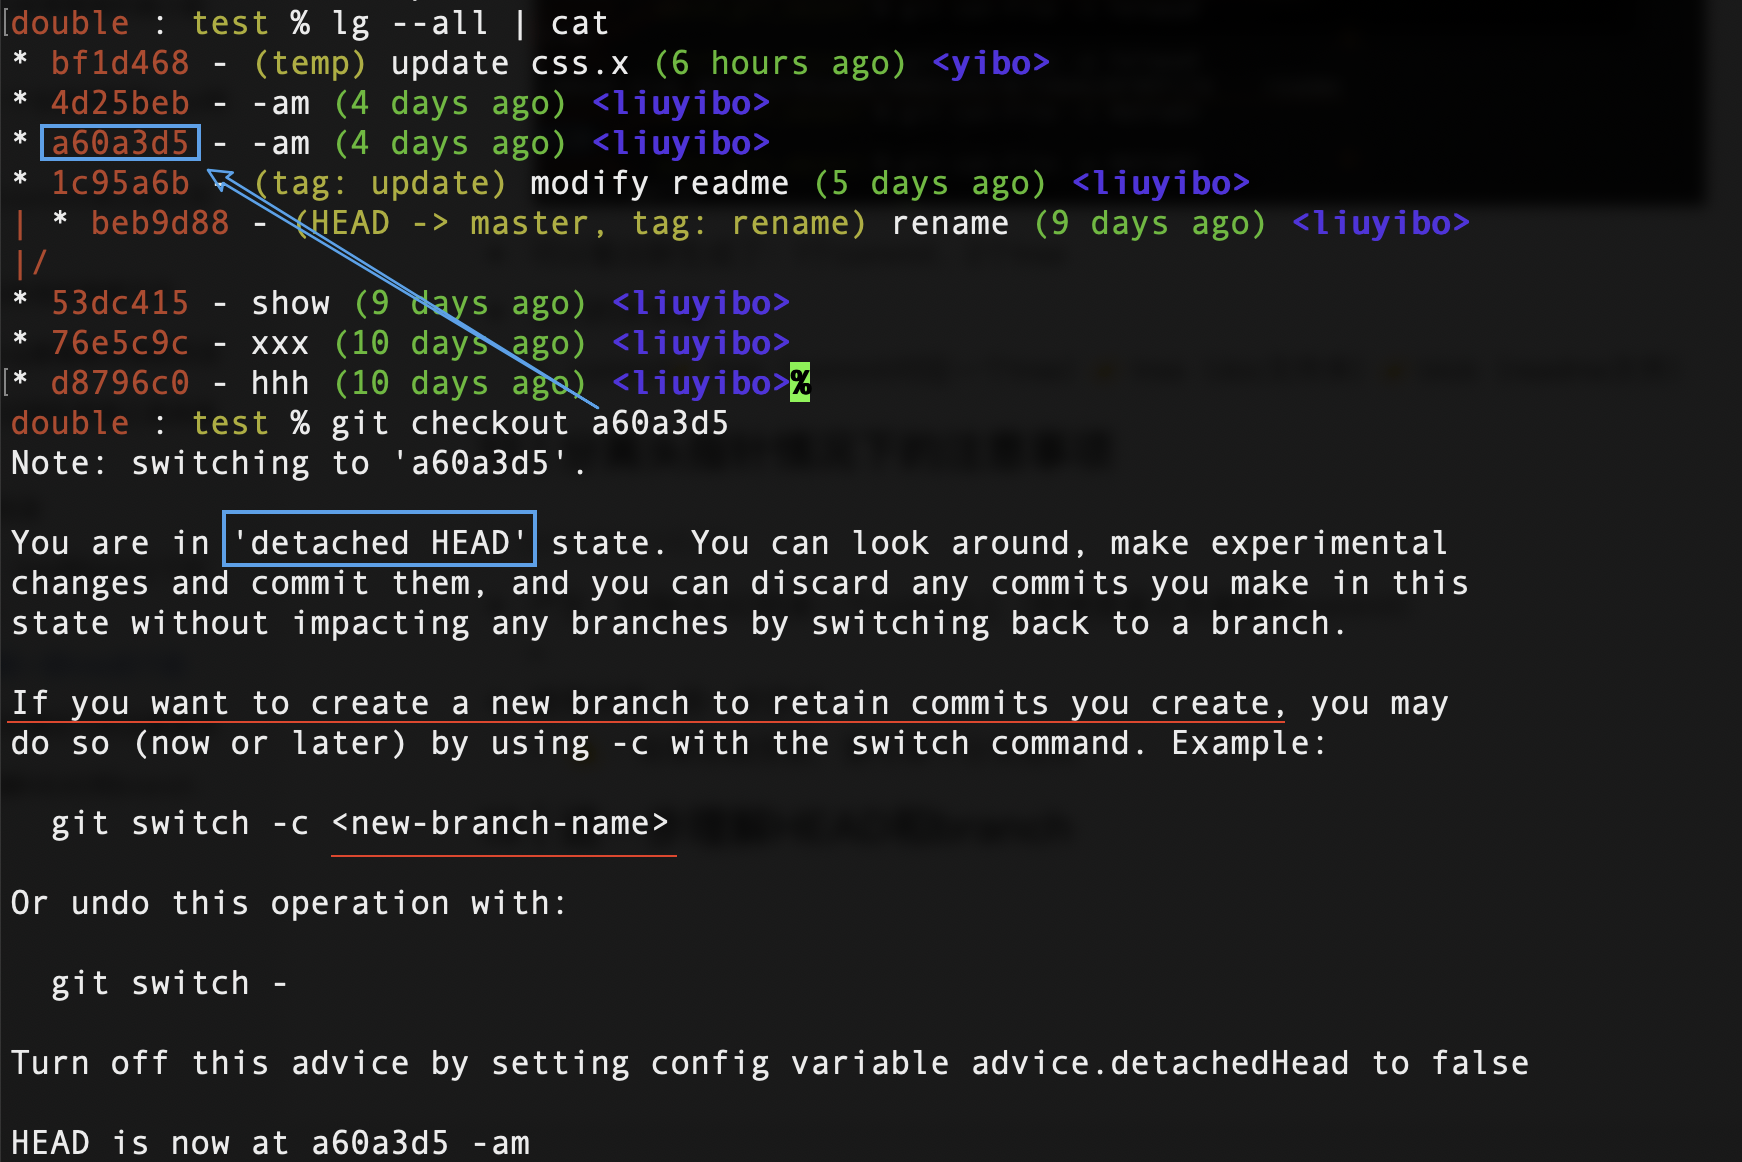 double : test % lg --all | cat
* bf1d468 - (temp) update css.x (6 hours ago) <yibo>
* 4d25beb - -am (4 days ago) <liuyibo>
* a60a3d5 - -am (4 days ago) <liuyibo>
* 1c95a6b - (tag: update) modify readme (5 days ago) <liuyibo>
| * beb9d88 - (HEAD -> master, tag: rename) rename (9 days ago) <liuyibo>
|/
* 53dc415 - show (9 days ago) <liuyibo>
* 76e5c9c - xxx (10 days ago) <liuyibo>
* d8796c0 - hhh (10 days ago) <liuyibo>%
double : test % git checkout a60a3d5
Note: switching to 'a60a3d5'.
You are in 'detached HEAD' state. You can look around, make experimental
changes and commit them, and you can discard any commits you make in this
state without impacting any branches by switching back to a branch.
If you want to create a new branch to retain commits you create, you may
do so (now or later) by using -c with the switch command. Example:
git switch -c <new-branch-name>
Or undo this operation with:
git switch -
Turn off this advice by setting config variable advice.detachedHead to false
HEAD is now at a60a3d5 -am